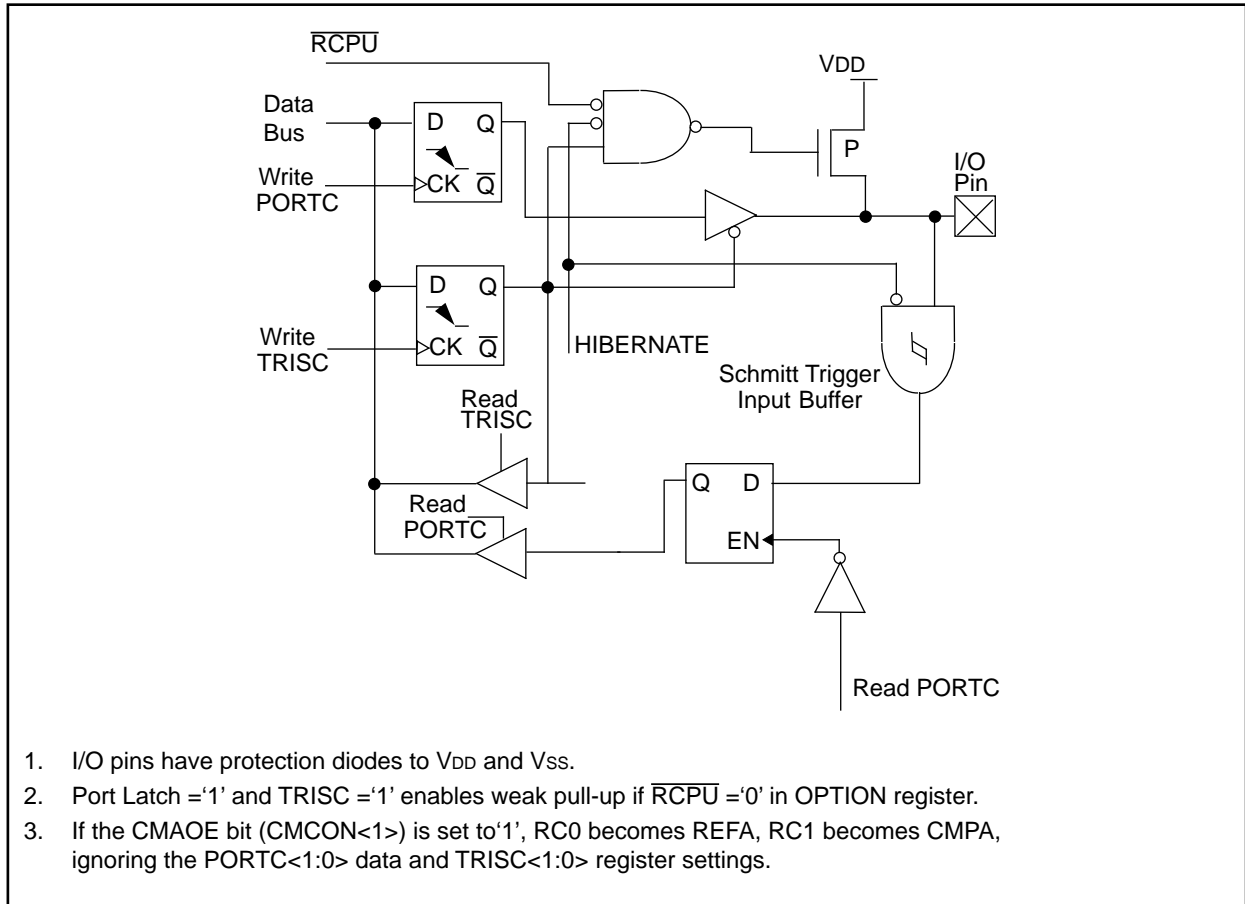 R̅C̅P̅U̅
VDD
Data
Bus
D Q
CK Q̅
Write
PORTC
P
I/O
Pin
D Q
CK Q̅
Write
TRISC
HIBERNATE
Schmitt Trigger
Input Buffer
Read
TRISC
Q D
EN
Read
PORTC
Read PORTC
1. I/O pins have protection diodes to VDD and VSS.
2. Port Latch =‘1’ and TRISC =‘1’ enables weak pull-up if R̅C̅P̅U̅ =‘0’ in OPTION register.
3. If the CMAOE bit (CMCON<1>) is set to‘1’, RC0 becomes REFA, RC1 becomes CMPA,
ignoring the PORTC<1:0> data and TRISC<1:0> register settings.